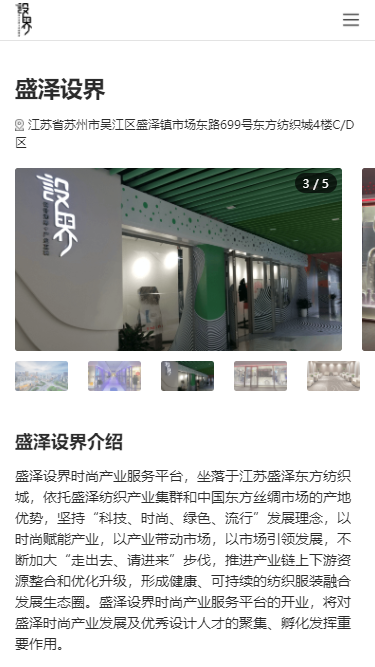 設界
盛泽设界
江苏省苏州市吴江区盛泽镇市场东路699号东方纺织城4楼C/D
区
設界
3 / 5
盛泽设界介绍
盛泽设界时尚产业服务平台，坐落于江苏盛泽东方纺织
城，依托盛泽纺织产业集群和中国东方丝绸市场的产地
优势，坚持“科技、时尚、绿色、流行”发展理念，以
时尚赋能产业，以产业带动市场，以市场引领发展，不
断加大“走出去、请进来”步伐，推进产业链上下游资
源整合和优化升级，形成健康、可持续的纺织服装融合
发展生态圈。盛泽设界时尚产业服务平台的开业，将对
盛泽时尚产业发展及优秀设计人才的聚集、孵化发挥重
要作用。